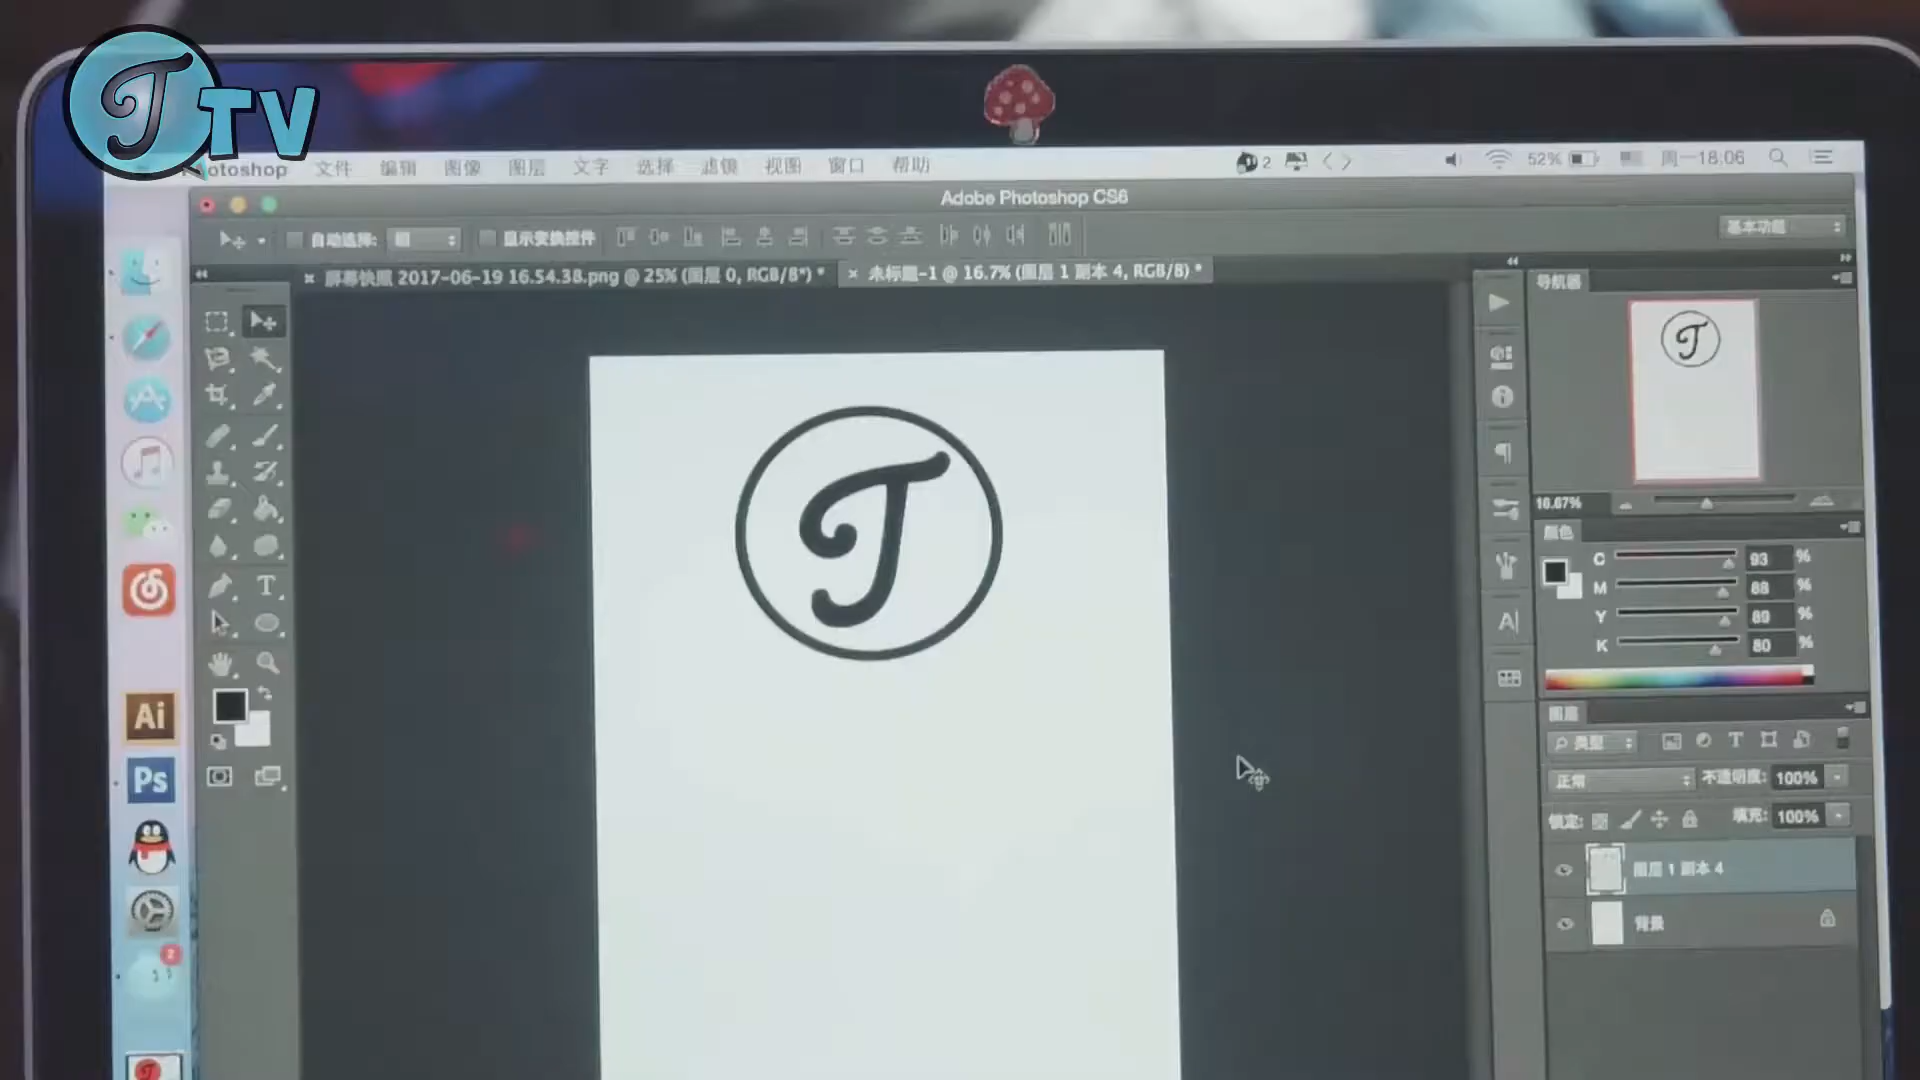 T TV
Photoshop 文件 编辑 图像 图层 文字 选择 滤镜 视图 窗口 帮助 2 52% 周一18:06
Adobe Photoshop CS6
自动选择: 组 显示变换控件 基本功能
屏幕快照 2017-06-19 16.54.38.png @ 25% (图层 0, RGB/8*) * 未标题-1 @ 16.7% (图层 1 副本 4, RGB/8) *
导航器
T
T
16.67%
颜色
C 93 %
M 88 %
Y 89 %
K 80 %
T
A|
Ai
Ps
图层
类型 T
正常 不透明度: 100%
锁定: 填充: 100%
图层 1 副本 4
背景
2